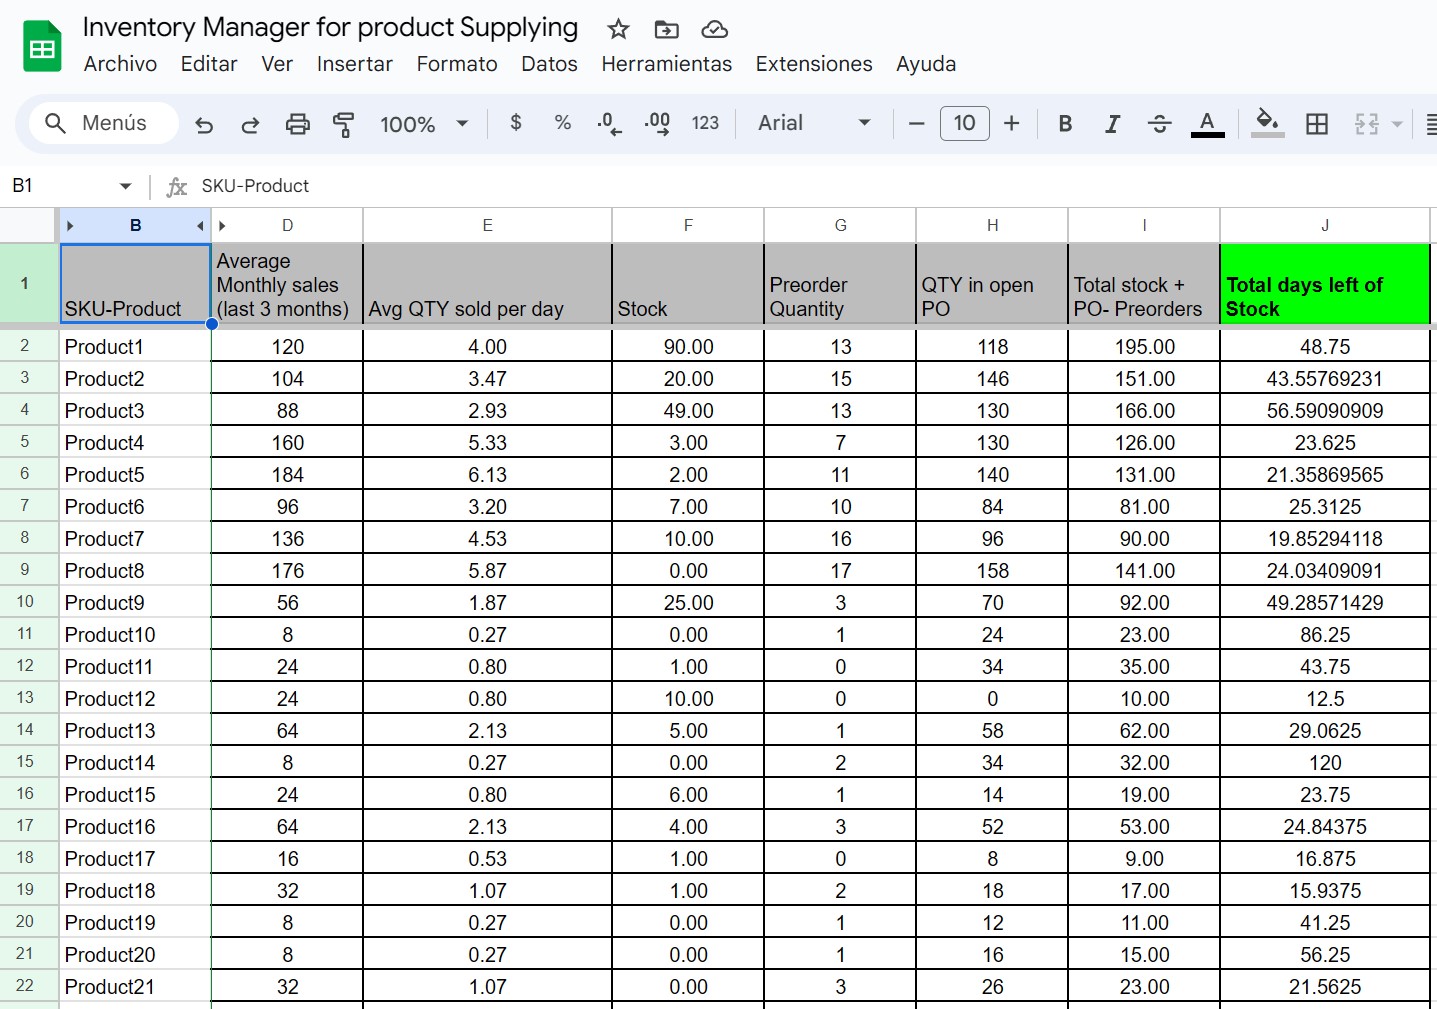 Inventory Manager for product Supplying
Archivo Editar Ver Insertar Formato Datos Herramientas Extensiones Ayuda
Menús 100% $ % .0 .00 123 Arial 10 B I S A
B1 fx SKU-Product
B D E F G H I J
1 SKU-Product Average Monthly sales (last 3 months) Avg QTY sold per day Stock Preorder Quantity QTY in open PO Total stock + PO- Preorders Total days left of Stock
2 Product1 120 4.00 90.00 13 118 195.00 48.75
3 Product2 104 3.47 20.00 15 146 151.00 43.55769231
4 Product3 88 2.93 49.00 13 130 166.00 56.59090909
5 Product4 160 5.33 3.00 7 130 126.00 23.625
6 Product5 184 6.13 2.00 11 140 131.00 21.35869565
7 Product6 96 3.20 7.00 10 84 81.00 25.3125
8 Product7 136 4.53 10.00 16 96 90.00 19.85294118
9 Product8 176 5.87 0.00 17 158 141.00 24.03409091
10 Product9 56 1.87 25.00 3 70 92.00 49.28571429
11 Product10 8 0.27 0.00 1 24 23.00 86.25
12 Product11 24 0.80 1.00 0 34 35.00 43.75
13 Product12 24 0.80 10.00 0 0 10.00 12.5
14 Product13 64 2.13 5.00 1 58 62.00 29.0625
15 Product14 8 0.27 0.00 2 34 32.00 120
16 Product15 24 0.80 6.00 1 14 19.00 23.75
17 Product16 64 2.13 4.00 3 52 53.00 24.84375
18 Product17 16 0.53 1.00 0 8 9.00 16.875
19 Product18 32 1.07 1.00 2 18 17.00 15.9375
20 Product19 8 0.27 0.00 1 12 11.00 41.25
21 Product20 8 0.27 0.00 1 16 15.00 56.25
22 Product21 32 1.07 0.00 3 26 23.00 21.5625